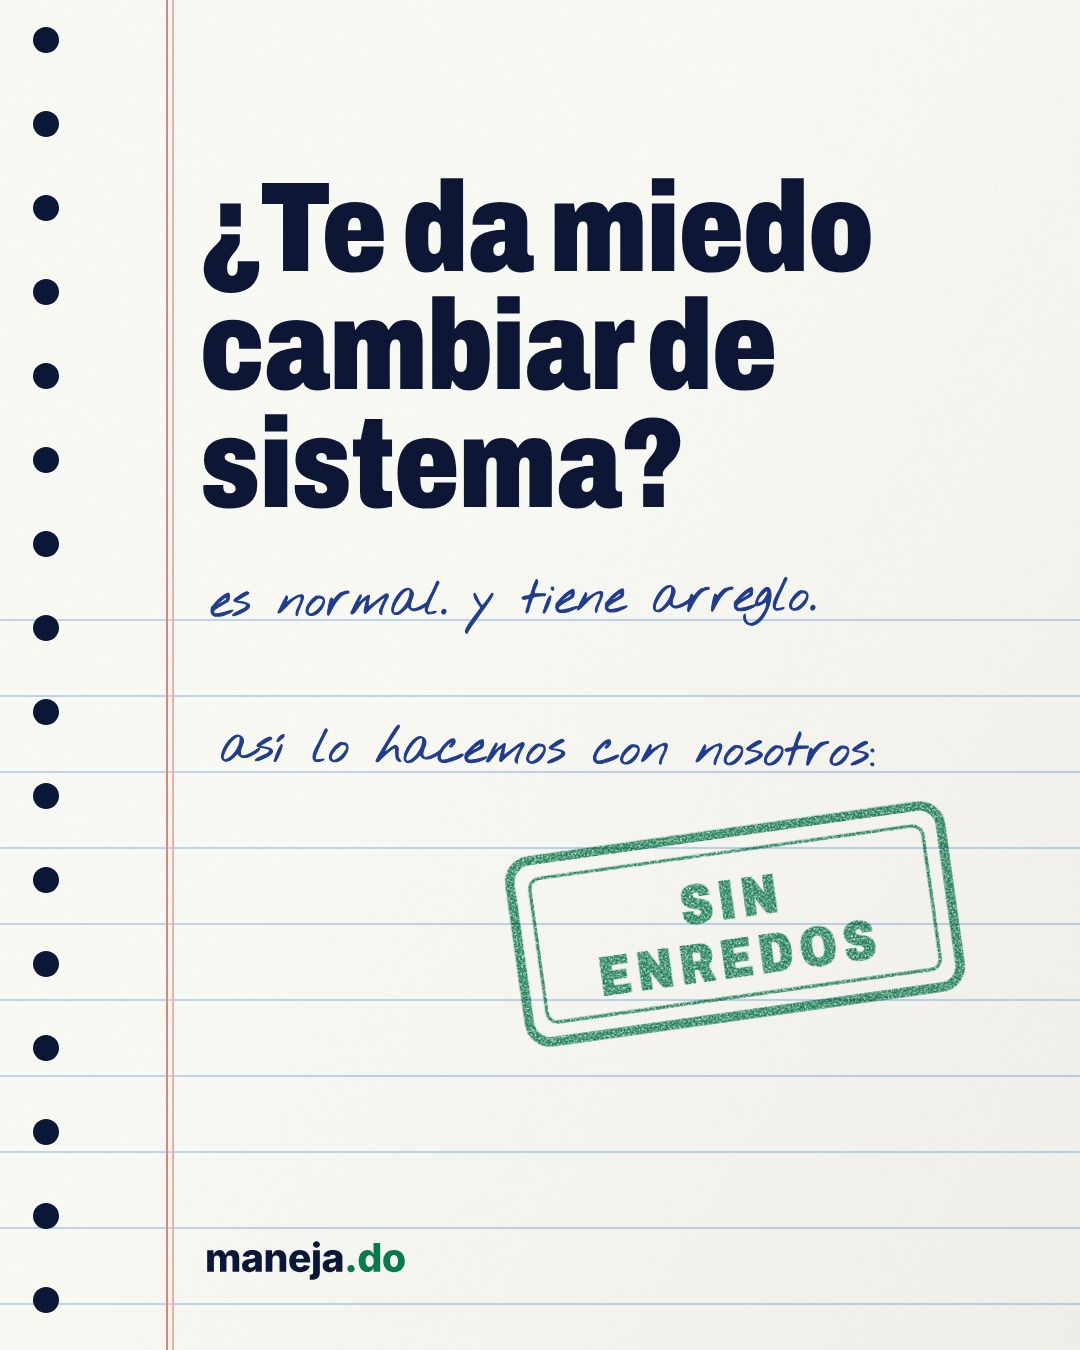 ¿Te da miedo
cambiar de
sistema?
es normal. y tiene arreglo.
así lo hacemos con nosotros:
SIN
ENREDOS
maneja.do